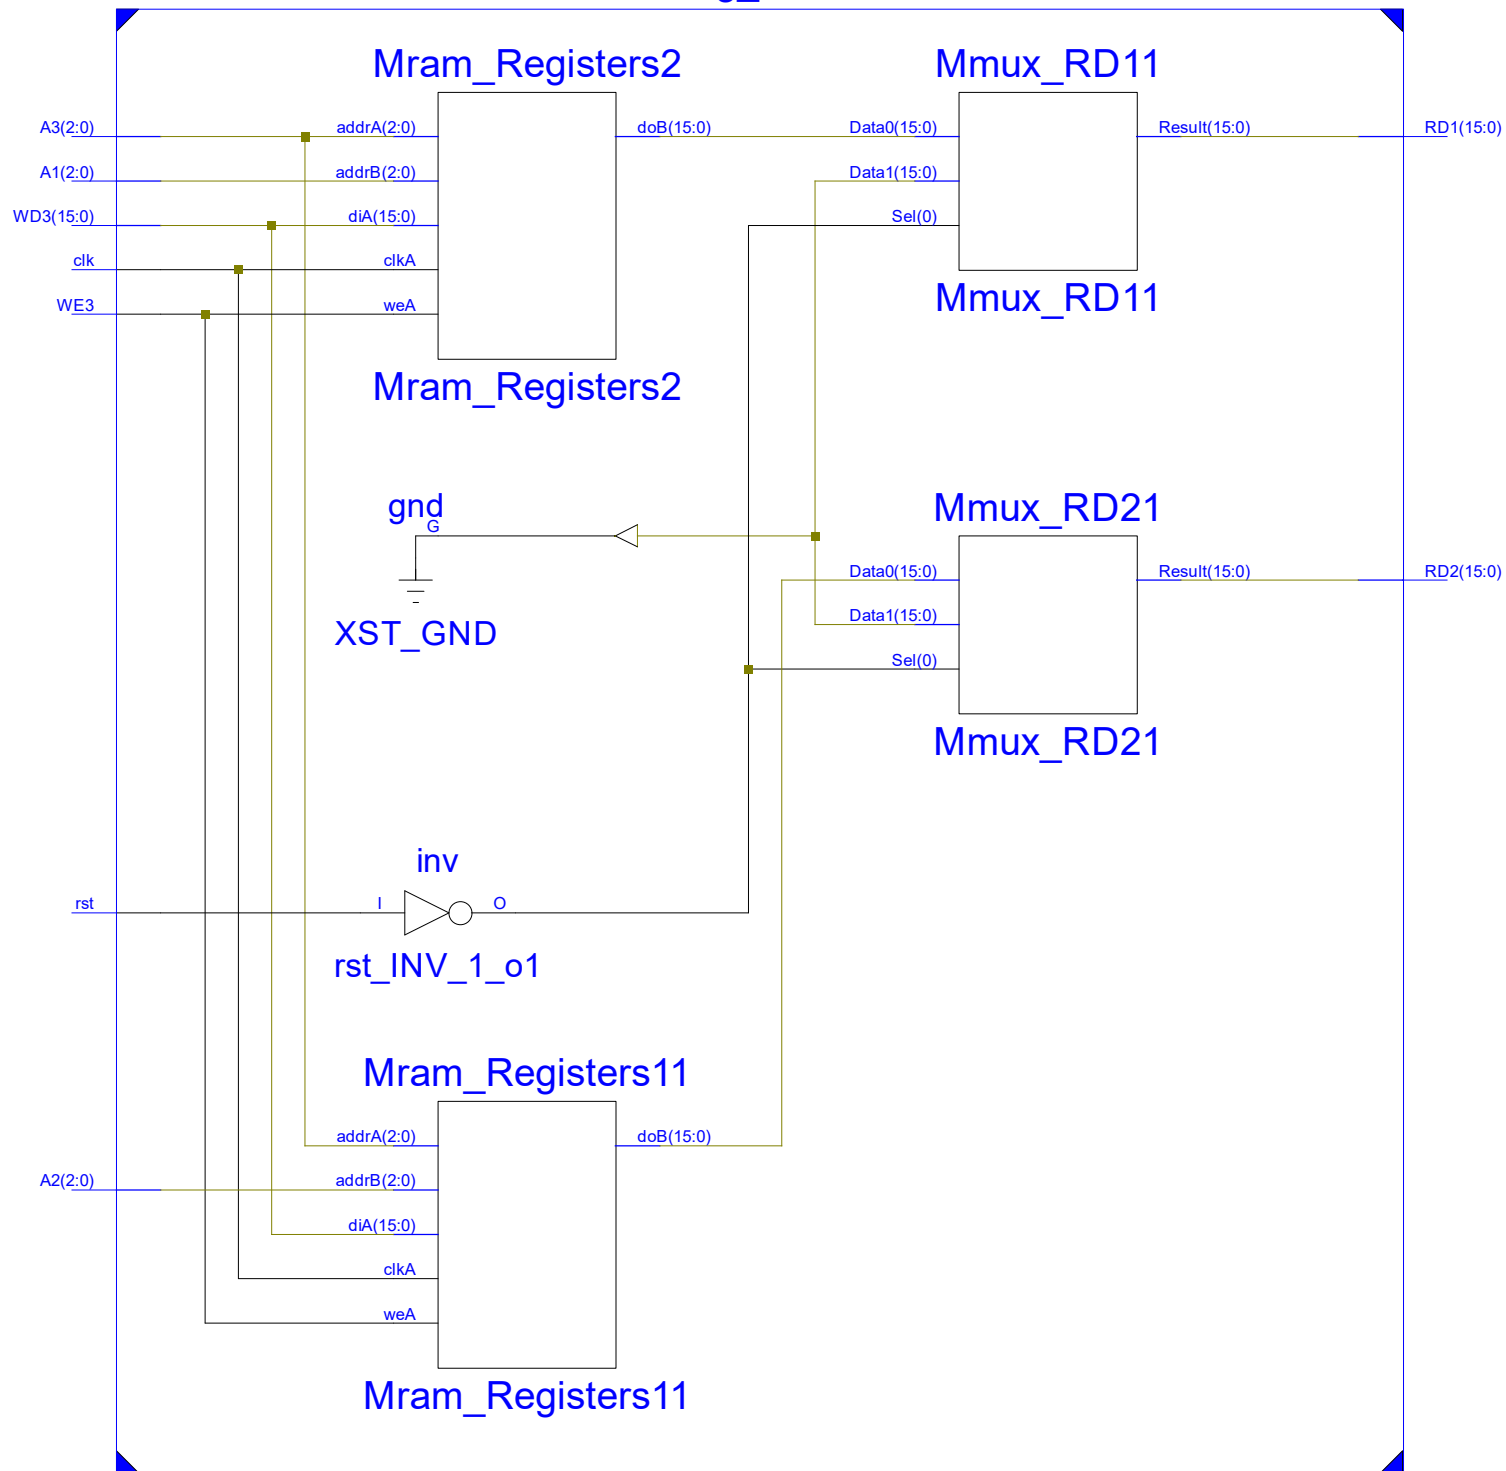 Mram_Registers2
Mmux_RD11
A3(2:0)
addrA(2:0)
doB(15:0)
Data0(15:0)
Result(15:0)
RD1(15:0)
A1(2:0)
addrB(2:0)
Data1(15:0)
WD3(15:0)
diA(15:0)
Sel(0)
clk
clkA
WE3
weA
Mmux_RD11
Mram_Registers2
gnd
G
XST_GND
Mmux_RD21
Data0(15:0)
Result(15:0)
RD2(15:0)
Data1(15:0)
Sel(0)
Mmux_RD21
inv
rst
I
O
rst_INV_1_o1
Mram_Registers11
addrA(2:0)
doB(15:0)
A2(2:0)
addrB(2:0)
diA(15:0)
clkA
weA
Mram_Registers11